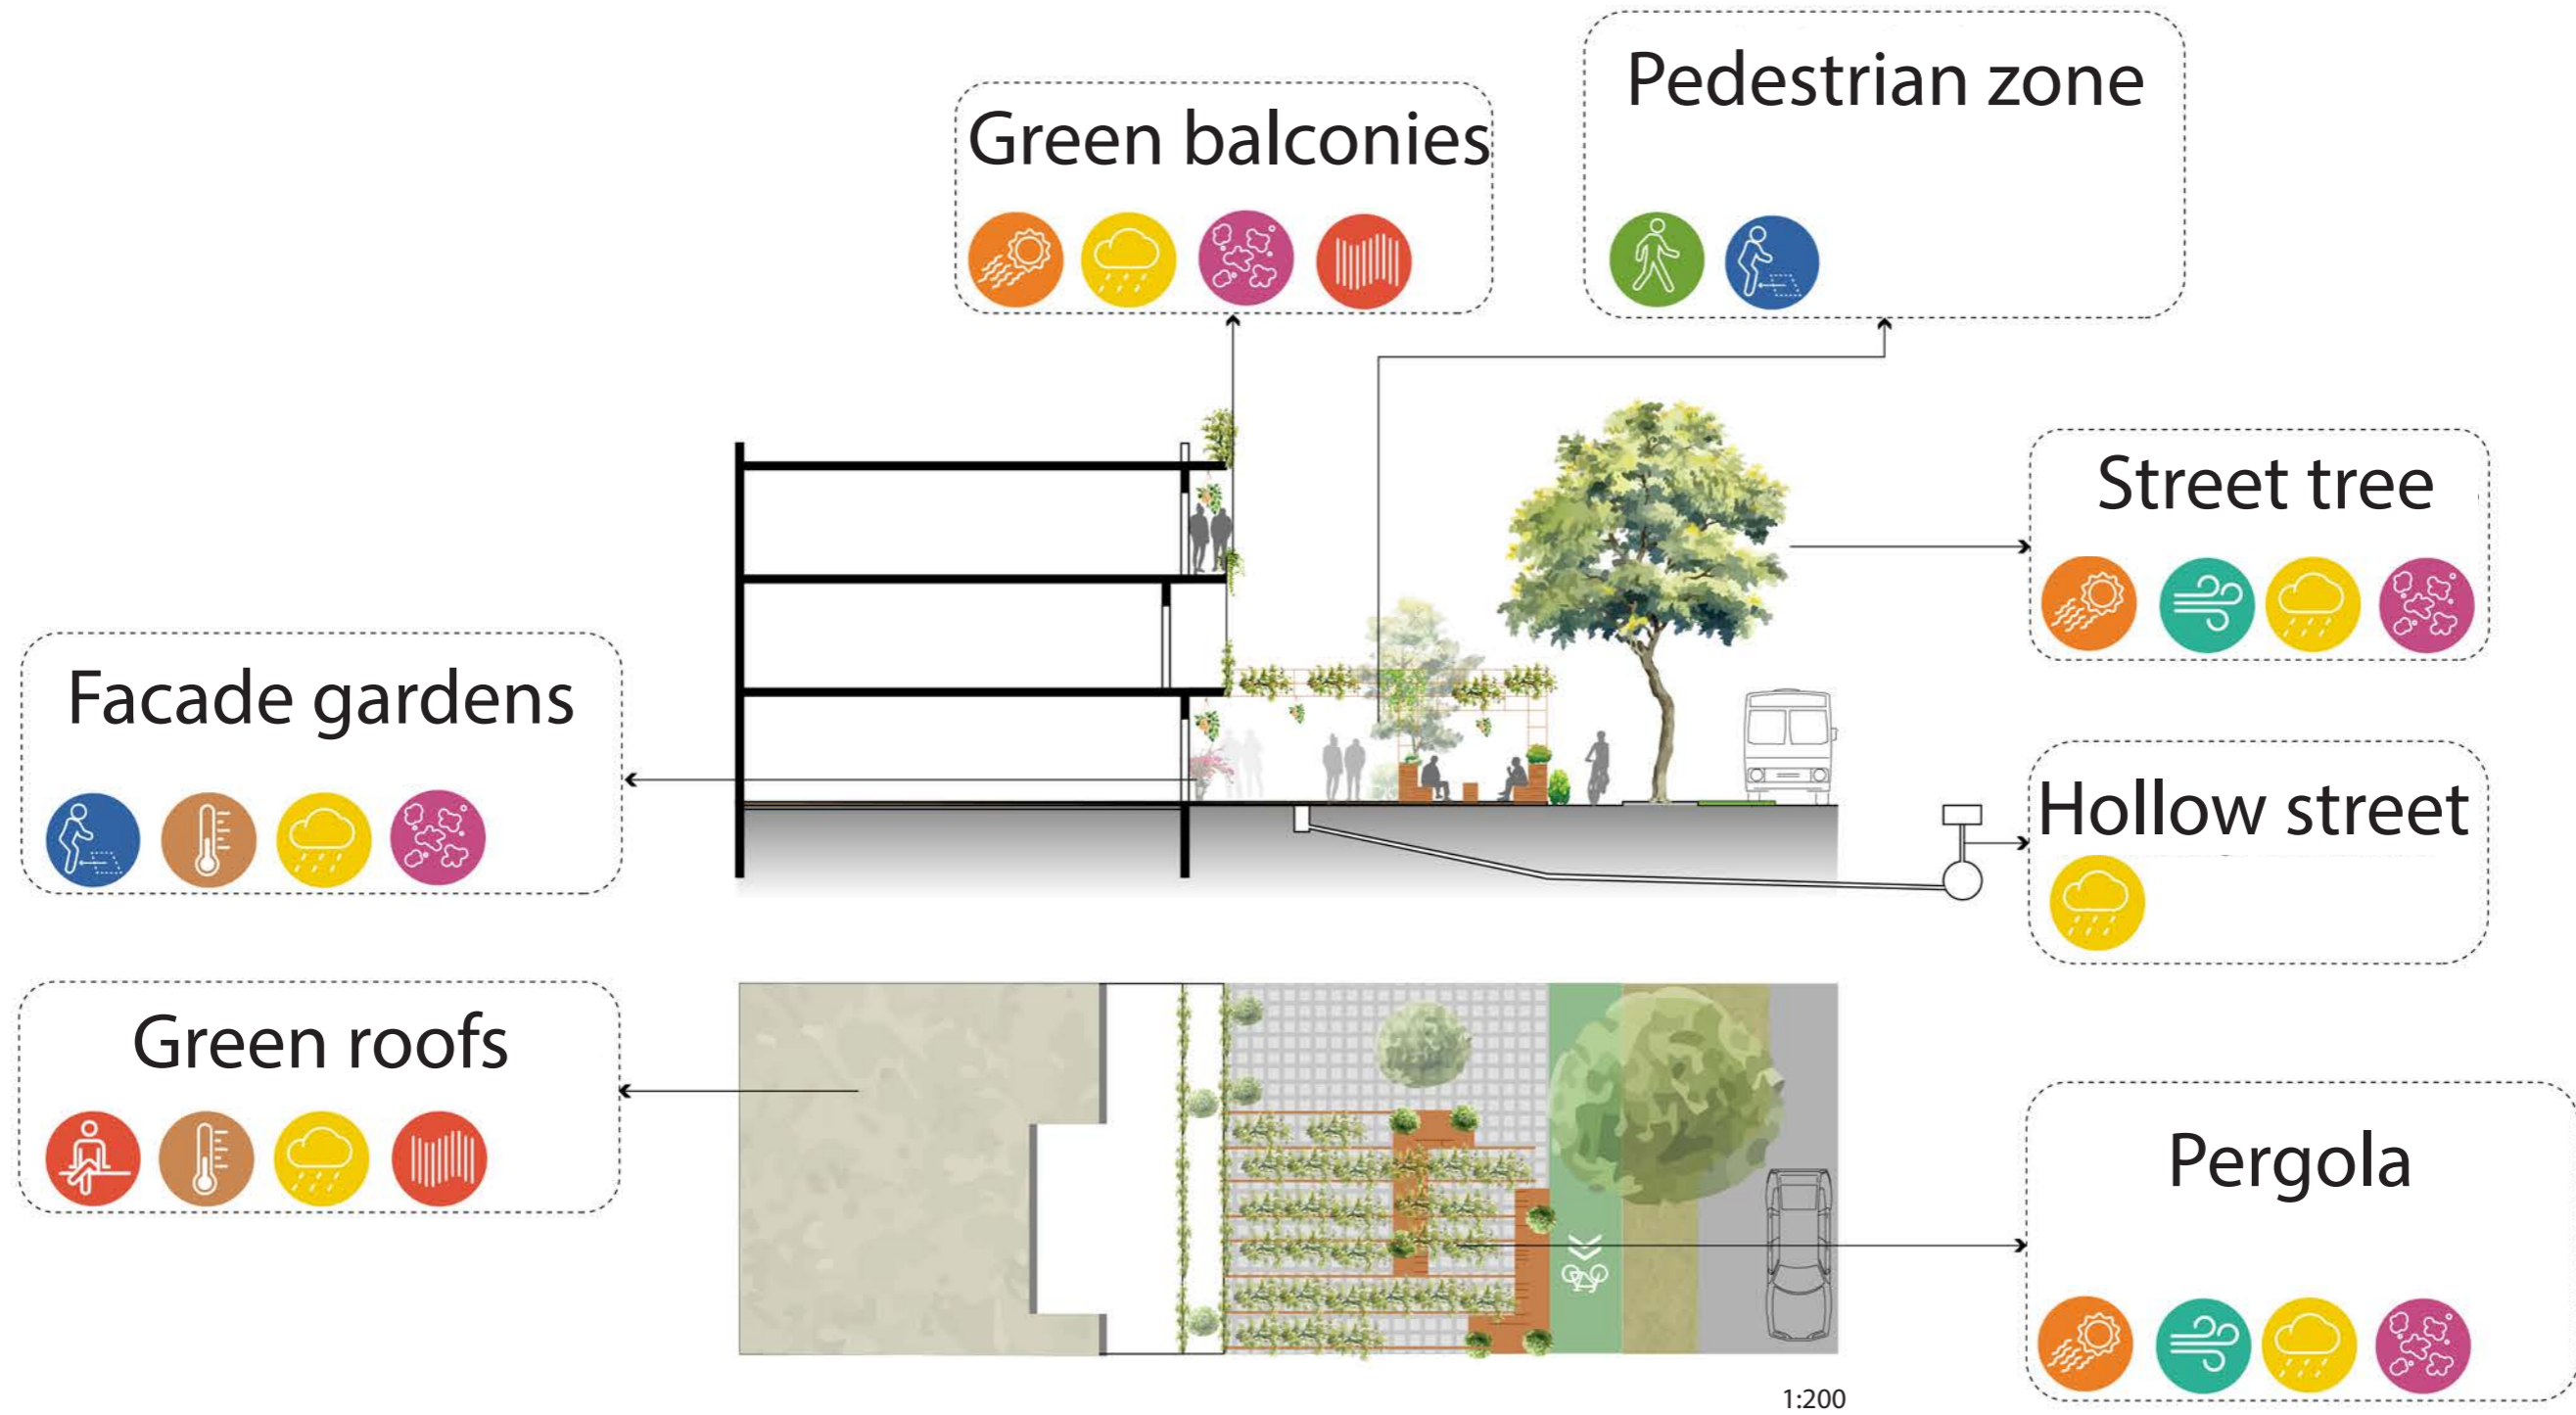 Pedestrian zone
Green balconies
Street tree
Facade gardens
Hollow street
Green roofs
Pergola
1:200